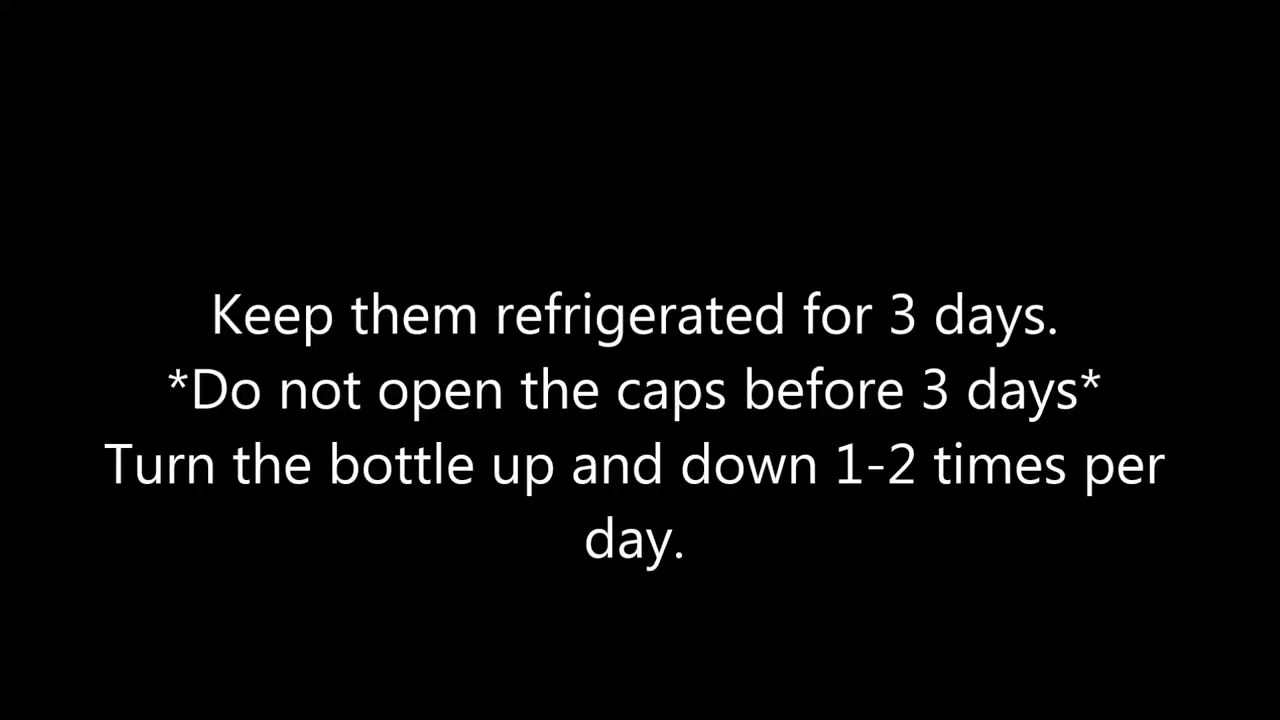 Keep them refrigerated for 3 days.
*Do not open the caps before 3 days*
Turn the bottle up and down 1-2 times per
day.